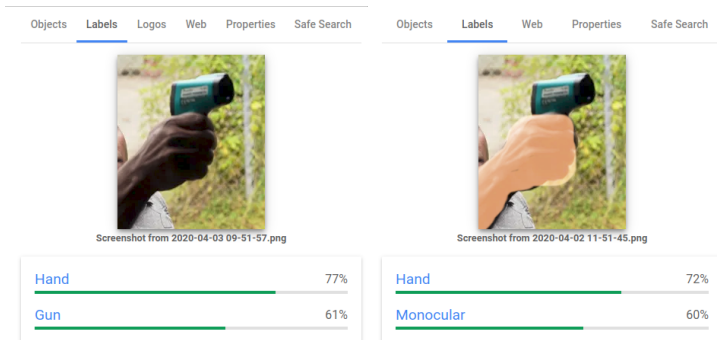 Objects Labels Logos Web Properties Safe Search
Screenshot from 2020-04-03 09-51-57.png
Hand 77%
Gun 61%
Objects Labels Web Properties Safe Search
Screenshot from 2020-04-02 11-51-45.png
Hand 72%
Monocular 60%